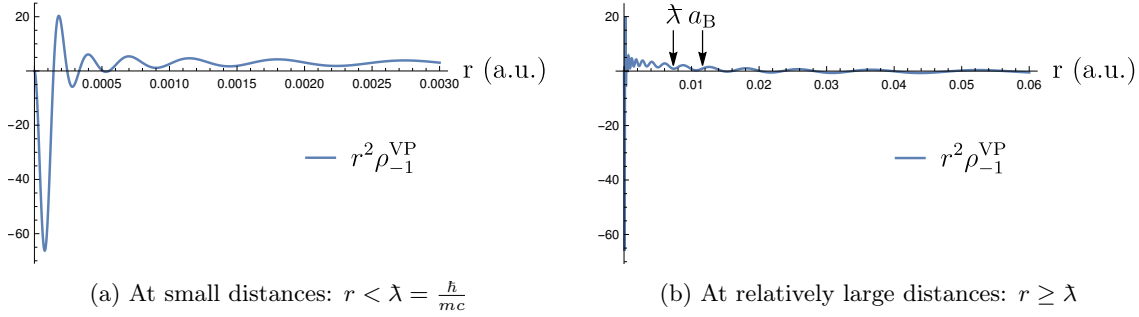 20
-20
-40
-60
0.0005 0.0010 0.0015 0.0020 0.0025 0.0030
r (a.u.)
r²ρ₋₁^VP
(a) At small distances: r < ƛ = ħ/mc
20
-20
-40
-60
ƛ a_B
0.01 0.02 0.03 0.04 0.05 0.06
r (a.u.)
r²ρ₋₁^VP
(b) At relatively large distances: r ≥ ƛ